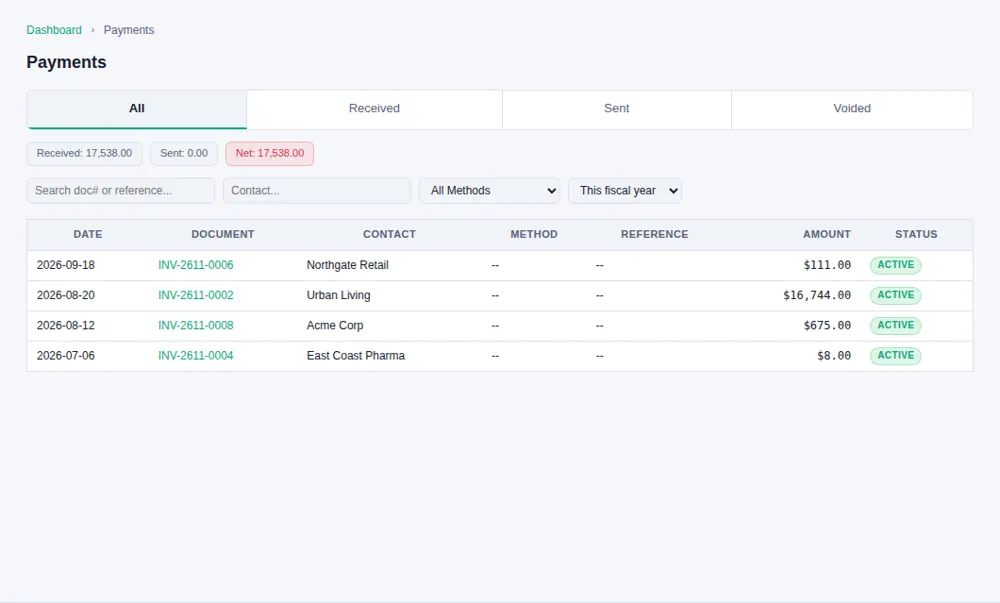 Dashboard › Payments
Payments
All Received Sent Voided
Received: 17,538.00 Sent: 0.00 Net: 17,538.00
Search doc# or reference... Contact... All Methods This fiscal year
DATE DOCUMENT CONTACT METHOD REFERENCE AMOUNT STATUS
2026-09-18 INV-2611-0006 Northgate Retail -- -- $111.00 ACTIVE
2026-08-20 INV-2611-0002 Urban Living -- -- $16,744.00 ACTIVE
2026-08-12 INV-2611-0008 Acme Corp -- -- $675.00 ACTIVE
2026-07-06 INV-2611-0004 East Coast Pharma -- -- $8.00 ACTIVE